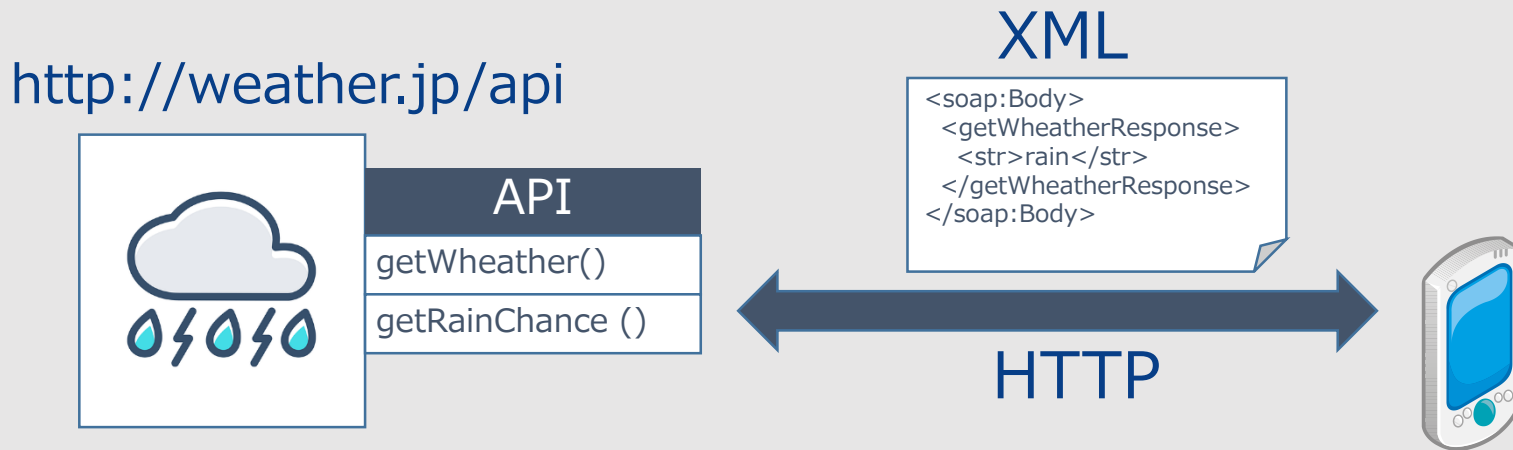 http://weather.jp/api
API
getWheather()
getRainChance ()
XML
<soap:Body>
<getWheatherResponse>
<str>rain</str>
</getWheatherResponse>
</soap:Body>
HTTP